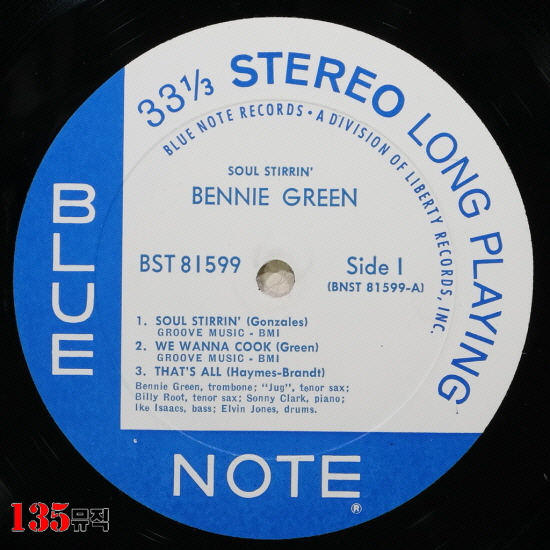 33⅓ STEREO LONG PLAYING
BLUE NOTE RECORDS • A DIVISION OF LIBERTY RECORDS, INC.
SOUL STIRRIN'
BENNIE GREEN
BST 81599
Side 1
(BNST 81599-A)
1. SOUL STIRRIN' (Gonzales)
GROOVE MUSIC - BMI
2. WE WANNA COOK (Green)
GROOVE MUSIC - BMI
3. THAT'S ALL (Haymes-Brandt)
Bennie Green, trombone; "Jug", tenor sax;
Billy Root, tenor sax; Sonny Clark, piano;
Ike Isaacs, bass; Elvin Jones, drums.
BLUE
NOTE
®
135뮤직